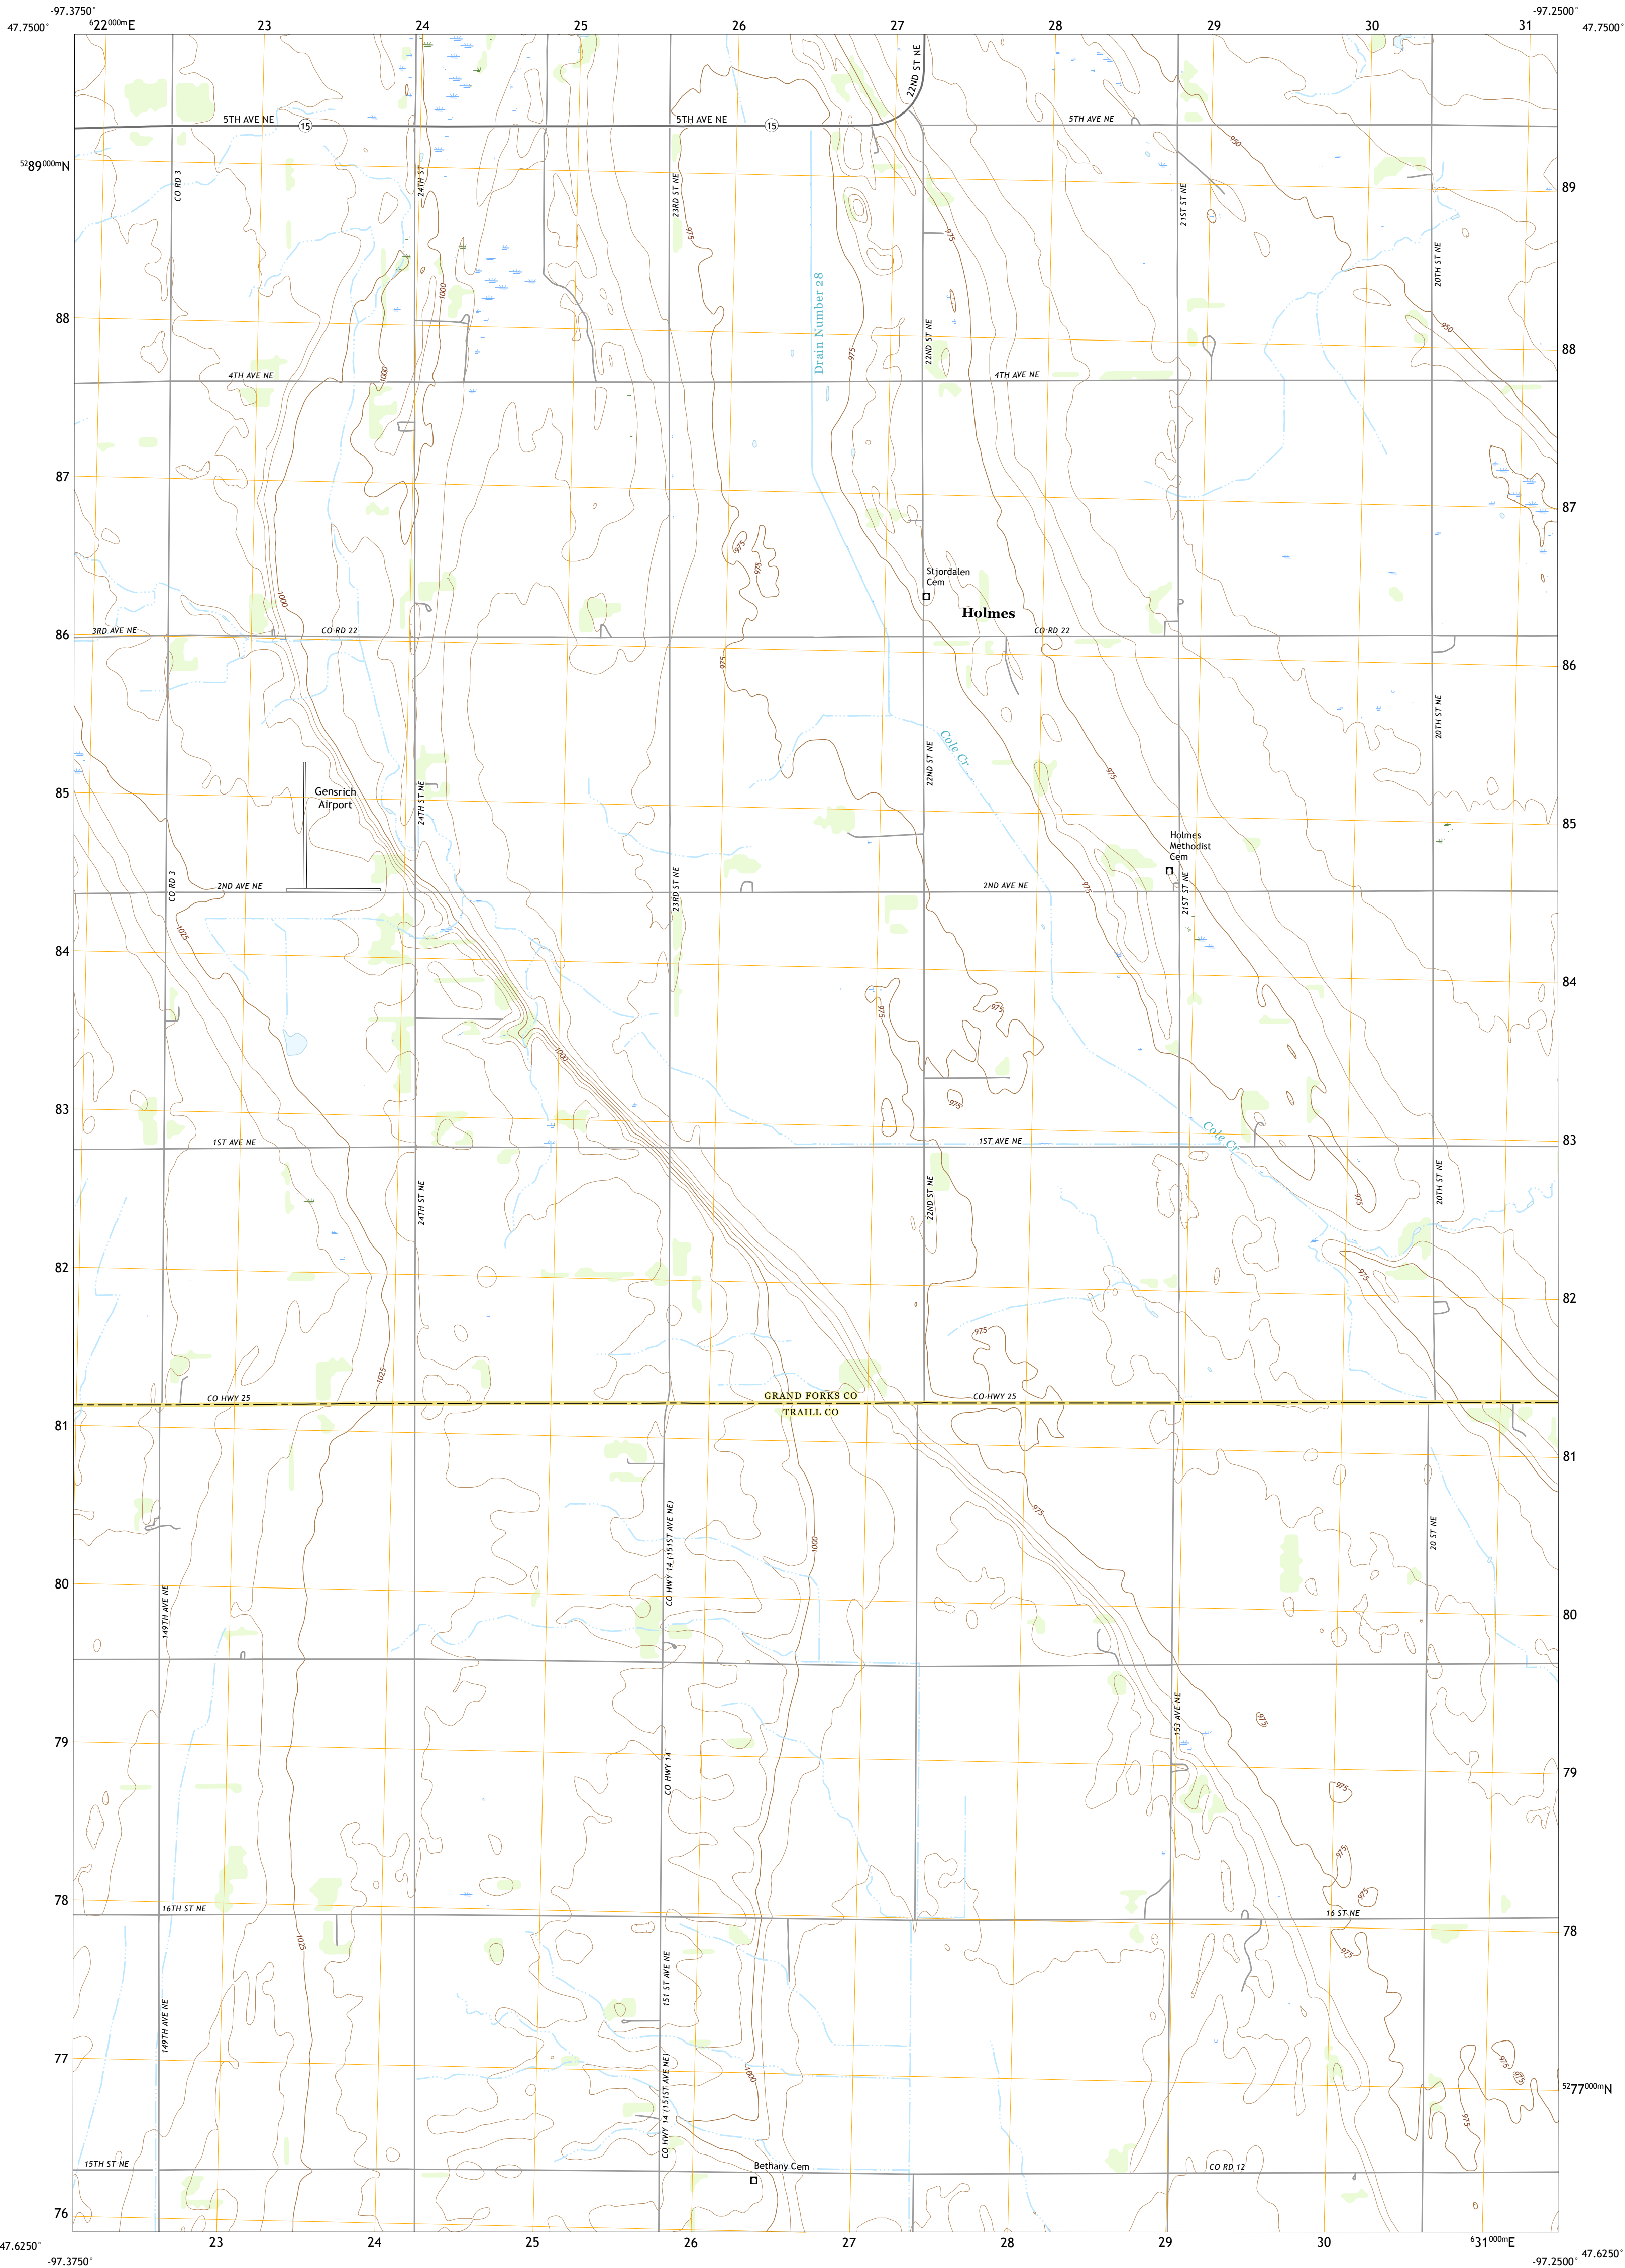 -97.3750°
-97.2500°
47.7500°
⁶22⁰⁰⁰ᵐE
23
24
25
26
27
28
29
30
31
47.7500°
22ND ST NE
5TH AVE NE
15
5TH AVE NE
15
5TH AVE NE
950
⁵²89⁰⁰⁰ᵐN
CO RD 3
24TH ST
23RD ST NE
21ST ST NE
89
975
975
20TH ST NE
1000
Drain Number 28
88
22ND ST NE
950
88
975
1000
4TH AVE NE
4TH AVE NE
87
87
975
975
1000
Stjordalen
Cem
Holmes
86
3RD AVE NE
CO RD 22
CO RD 22
975
86
20TH ST NE
Cole Cr
22ND ST NE
975
85
Gensrich
Airport
24TH ST NE
85
Holmes
Methodist
Cem
CO RD 3
2ND AVE NE
23RD ST NE
2ND AVE NE
975
21ST ST NE
1025
84
84
975
975
1000
975
83
83
1ST AVE NE
1ST AVE NE
Cole Cr
24TH ST NE
22ND ST NE
20TH ST NE
975
82
975
82
975
1025
CO HWY 25
GRAND FORKS CO
CO HWY 25
TRAILL CO
81
81
975
CO HWY 14 (151ST AVE NE)
1000
20 ST NE
80
80
149TH AVE NE
153 AVE NE
975
79
CO HWY 14
79
975
975
975
78
16TH ST NE
16 ST NE
78
1025
975
151 ST AVE NE
149TH AVE NE
77
CO HWY 14 (151ST AVE NE)
1000
975
975
⁵²77⁰⁰⁰ᵐN
975
15TH ST NE
Bethany Cem
CO RD 12
76
23
24
25
26
27
28
29
30
⁶31⁰⁰⁰ᵐE
47.6250°
47.6250°
-97.3750°
-97.2500°